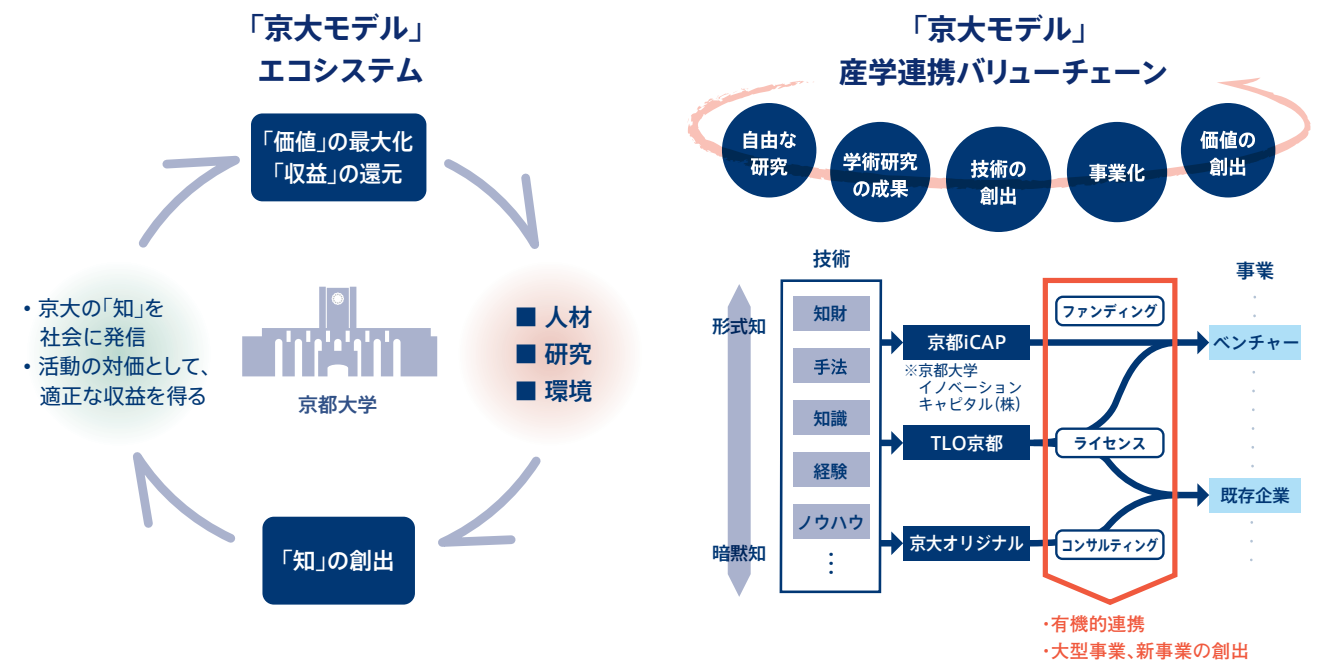 「京大モデル」
エコシステム
「価値」の最大化
「収益」の還元
・京大の「知」を
社会に発信
・活動の対価として、
適正な収益を得る
京都大学
■ 人材
■ 研究
■ 環境
「知」の創出
「京大モデル」
産学連携バリューチェーン
自由な
研究
学術研究
の成果
技術の
創出
事業化
価値の
創出
技術
事業
形式知
暗黙知
知財
手法
知識
経験
ノウハウ
⋮
京都iCAP
※京都大学
イノベーション
キャピタル(株)
TLO京都
京大オリジナル
ファンディング
ライセンス
コンサルティング
ベンチャー
既存企業
・有機的連携
・大型事業、新事業の創出